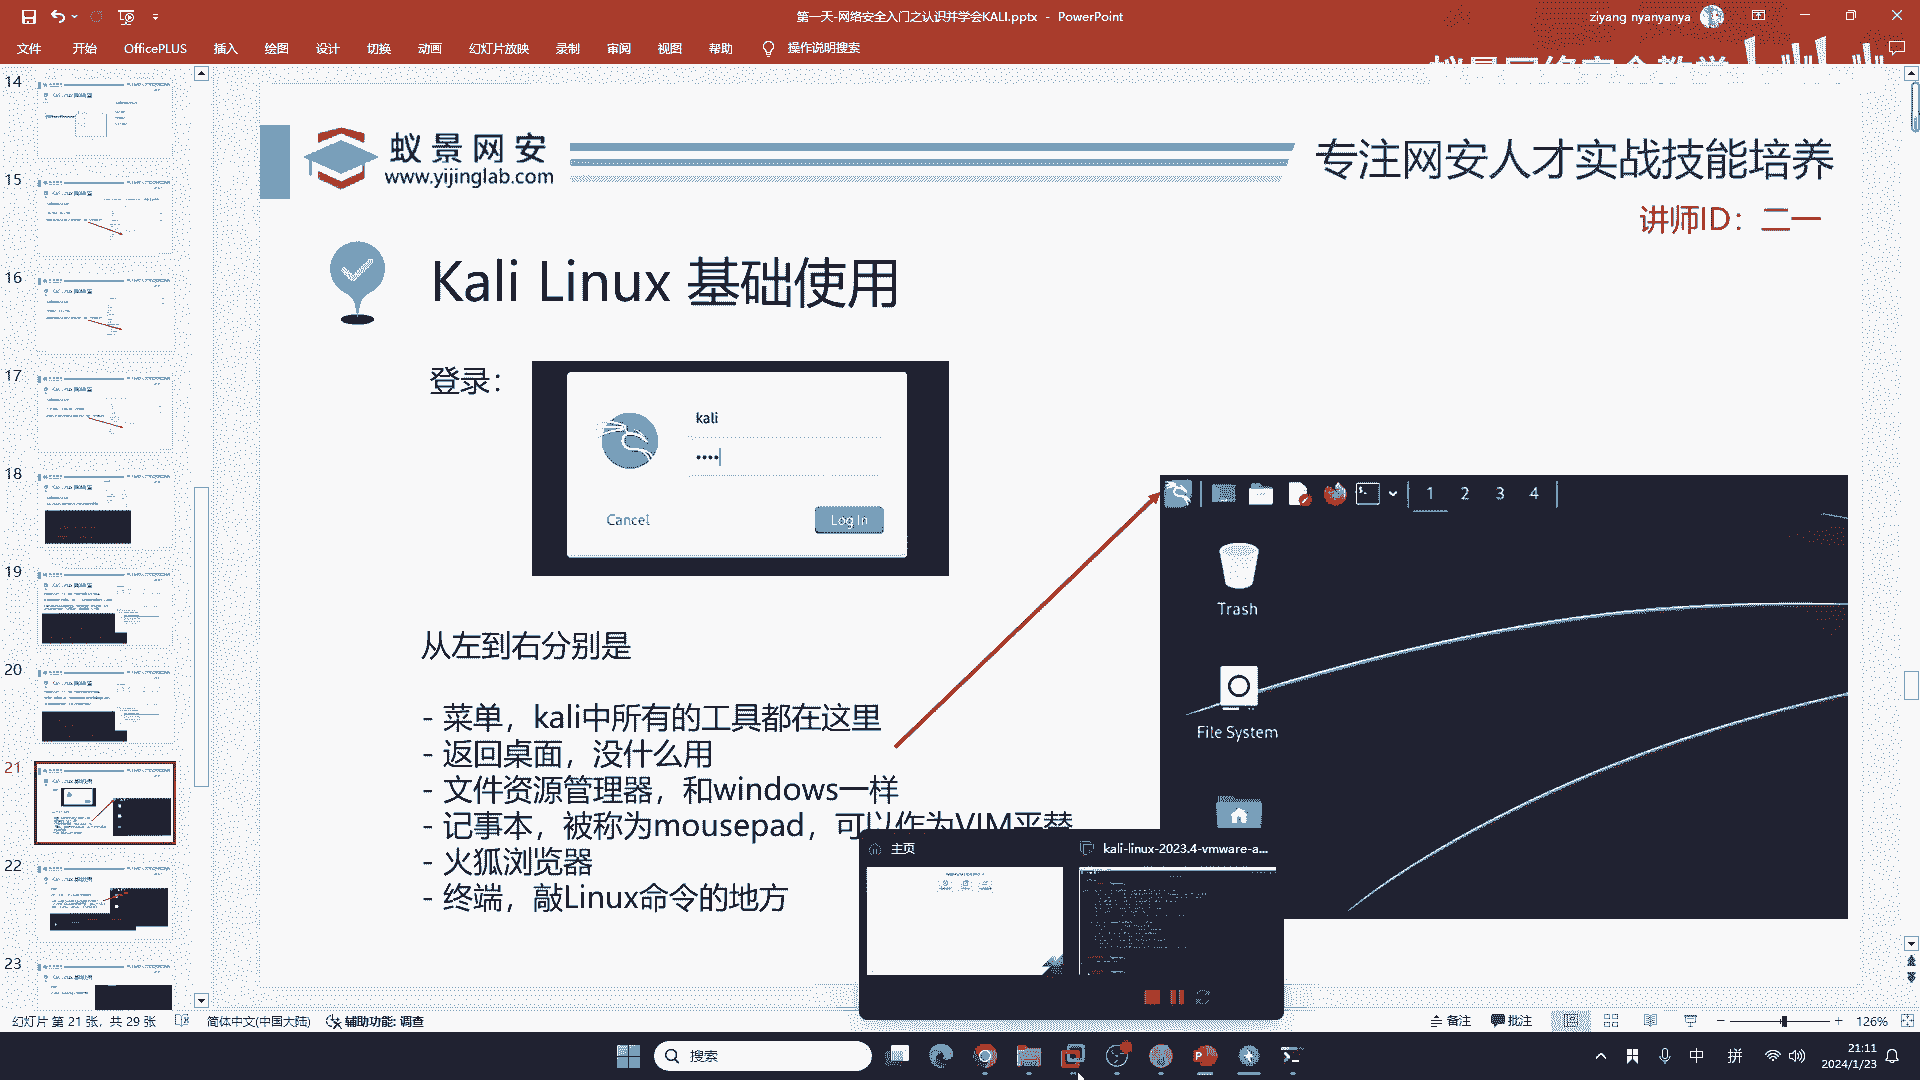 第一天-网络安全入门之认识并学会KALI.pptx - PowerPoint
ziyang nyanyanya
文件 开始 OfficePLUS 插入 绘图 设计 切换 动画 幻灯片放映 录制 审阅 视图 帮助 操作说明搜索
14
15
16
17
18
19
20
21
22
23
蚁景网安
www.yijinglab.com
专注网安人才实战技能培养
讲师ID：二一
Kali Linux 基础使用
登录：
kali
Cancel
Log In
1 2 3 4
Trash
File System
从左到右分别是
- 菜单，kali中所有的工具都在这里
- 返回桌面，没什么用
- 文件资源管理器，和windows一样
- 记事本，被称为mousepad，可以作为VIM平替
- 火狐浏览器
- 终端，敲Linux命令的地方
主页
kali-linux-2023.4-vmware-a...
幻灯片 第 21 张，共 29 张
简体中文(中国大陆)
辅助功能: 调查
备注
批注
126%
搜索
中
拼
21:11
2024/1/23